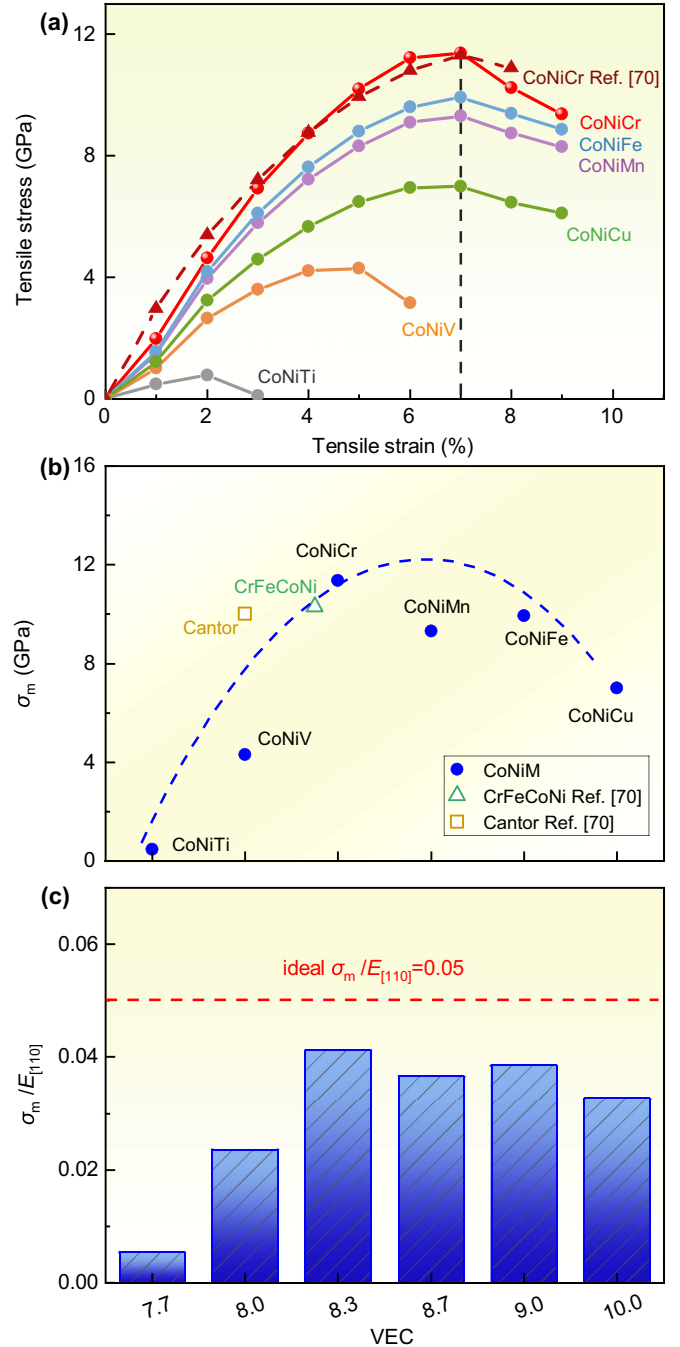 (a)
12
8
4
0
Tensile stress (GPa)
CoNiCr Ref. [70]
CoNiCr
CoNiFe
CoNiMn
CoNiCu
CoNiV
CoNiTi
0 2 4 6 8 10
Tensile strain (%)
(b)
16
12
8
4
0
σm (GPa)
CoNiCr
CrFeCoNi
Cantor
CoNiMn
CoNiFe
CoNiV
CoNiCu
CoNiTi
CoNiM
CrFeCoNi Ref. [70]
Cantor Ref. [70]
(c)
0.06
0.04
0.02
0.00
σm /E[110]
ideal σm /E[110]=0.05
7.7 8.0 8.3 8.7 9.0 10.0
VEC